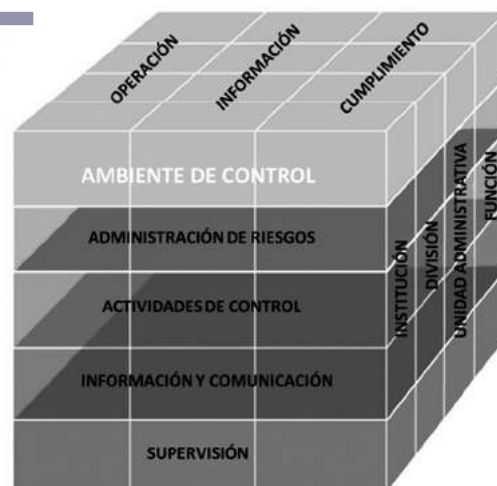 OPERACIÓN
INFORMACIÓN
CUMPLIMIENTO
AMBIENTE DE CONTROL
ADMINISTRACIÓN DE RIESGOS
ACTIVIDADES DE CONTROL
INFORMACIÓN Y COMUNICACIÓN
SUPERVISIÓN
INSTITUCIÓN
DIVISIÓN
UNIDAD ADMINISTRATIVA
FUNCIÓN